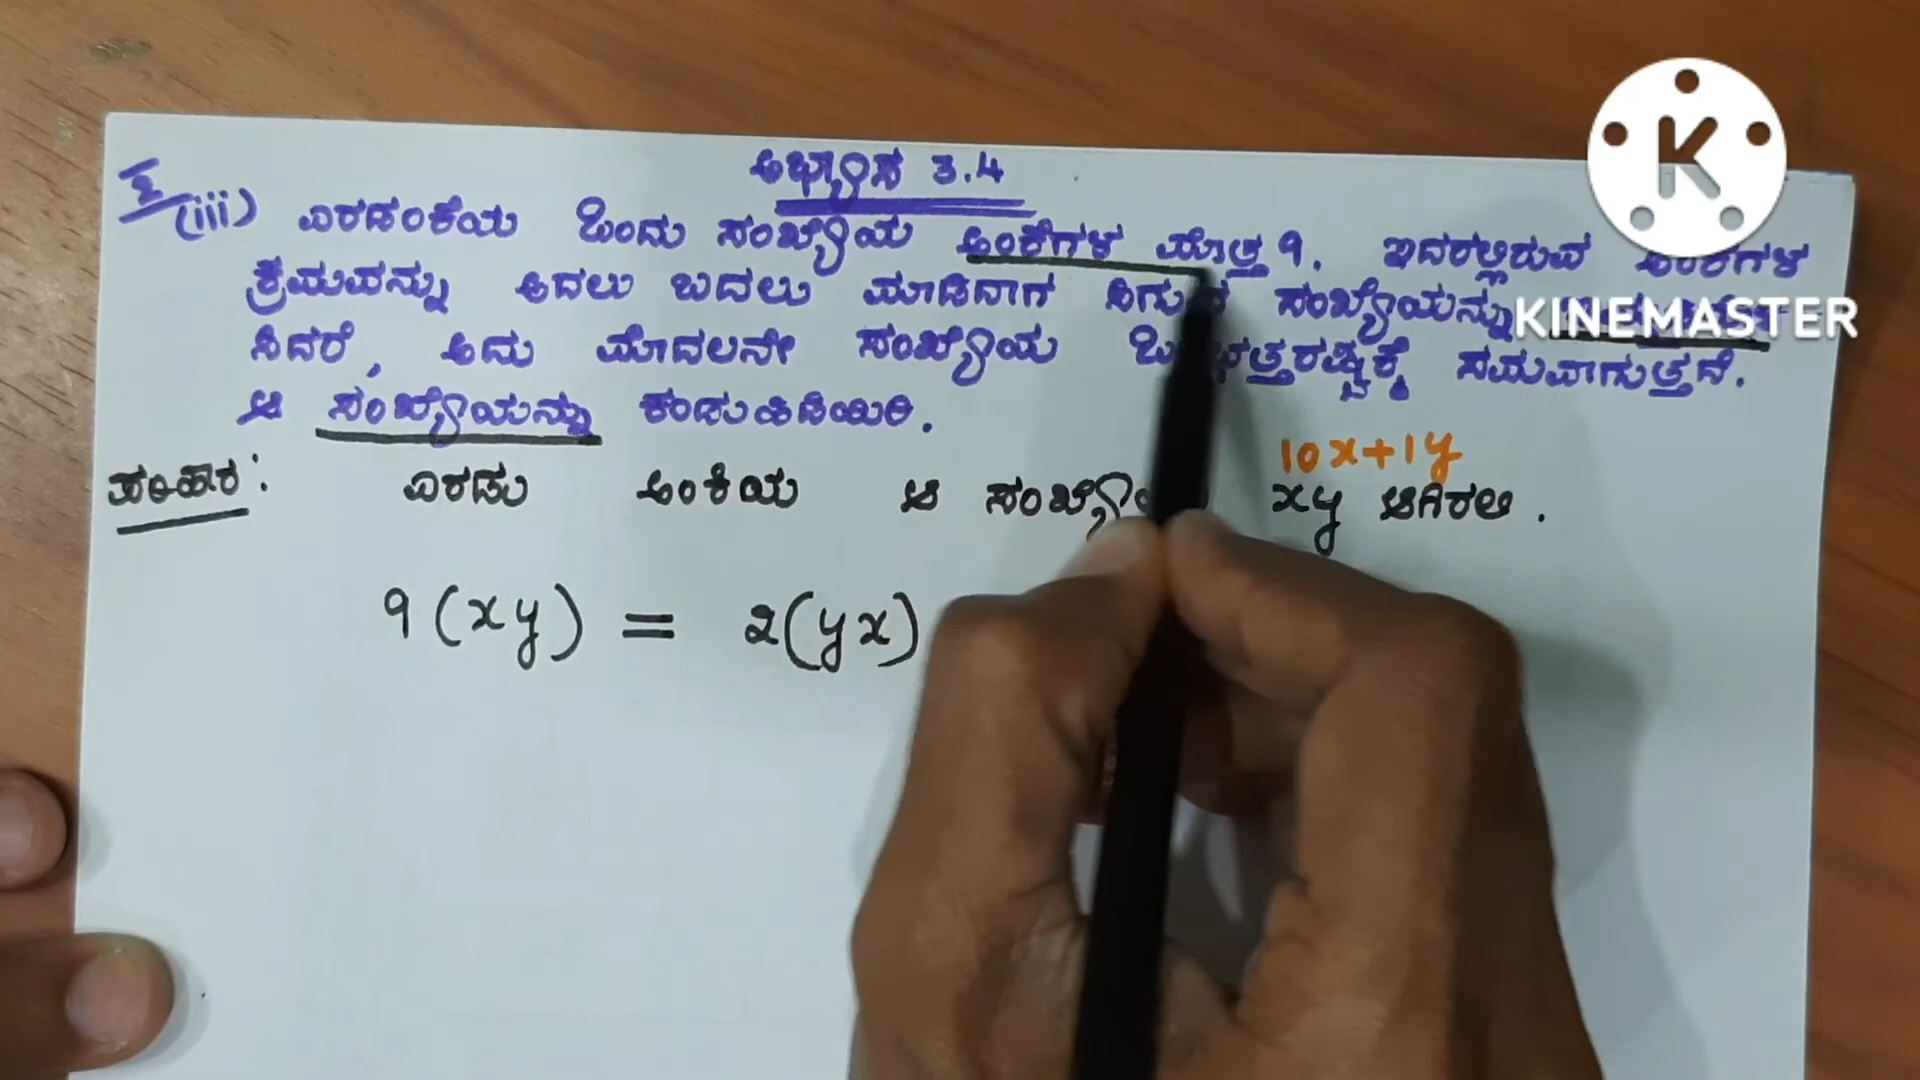 ಅಭ್ಯಾಸ 3.4
I (iii) ಎರಡಂಕೆಯ ಒಂದು ಸಂಖ್ಯೆಯ ಅಂಕೆಗಳ ಮೊತ್ತ 9. ಇದರಲ್ಲಿರುವ ಅಂಕೆಗಳ
ಕ್ರಮವನ್ನು ಅದಲು ಬದಲು ಮಾಡಿದಾಗ ಸಂಖ್ಯೆಯನ್ನು
ಸಿದರೆ, ಅದು ಮೊದಲನೇ ಸಂಖ್ಯೆಯ ಸಮವಾಗುತ್ತದೆ.
ಆ ಸಂಖ್ಯೆಯನ್ನು ಕಂಡುಹಿಡಿಯಿರಿ.
10x+1y
ಪರಿಹಾರ: ಎರಡು ಅಂಕಿಯ ಆ xy ಆಗಿರಲಿ.
9(xy) = 2(yx)
K
KINEMASTER